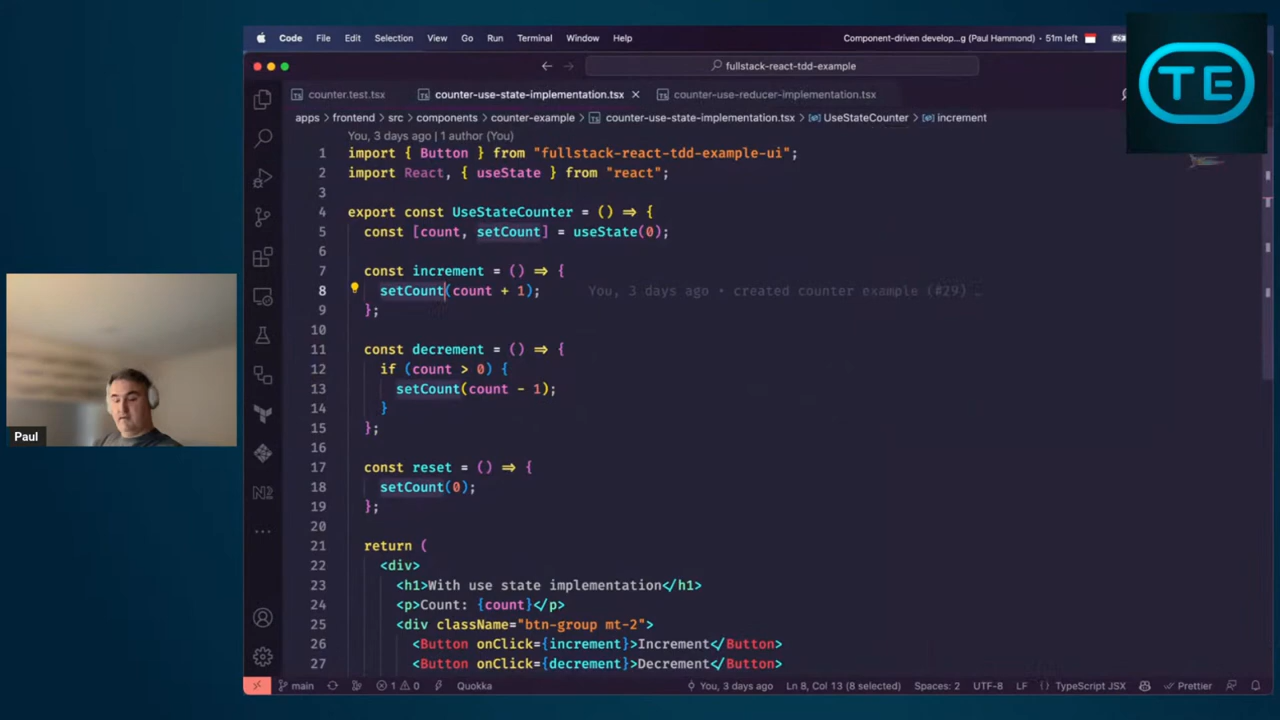 Code File Edit Selection View Go Run Terminal Window Help Component-driven develop...g (Paul Hammond) • 51m left
TE
fullstack-react-tdd-example
counter.test.tsx counter-use-state-implementation.tsx counter-use-reducer-implementation.tsx
apps > frontend > src > components > counter-example > counter-use-state-implementation.tsx > UseStateCounter > increment
You, 3 days ago | 1 author (You)
1 import { Button } from "fullstack-react-tdd-example-ui";
2 import React, { useState } from "react";
3
4 export const UseStateCounter = () => {
5 const [count, setCount] = useState(0);
6
7 const increment = () => {
8 setCount(count + 1); You, 3 days ago • created counter example (#29) …
9 };
10
11 const decrement = () => {
12 if (count > 0) {
13 setCount(count - 1);
14 }
15 };
16
17 const reset = () => {
18 setCount(0);
19 };
20
21 return (
22 <div>
23 <h1>With use state implementation</h1>
24 <p>Count: {count}</p>
25 <div className="btn-group mt-2">
26 <Button onClick={increment}>Increment</Button>
27 <Button onClick={decrement}>Decrement</Button>
Paul
main 1 0 Quokka You, 3 days ago Ln 8, Col 13 (8 selected) Spaces: 2 UTF-8 LF { } TypeScript JSX Prettier